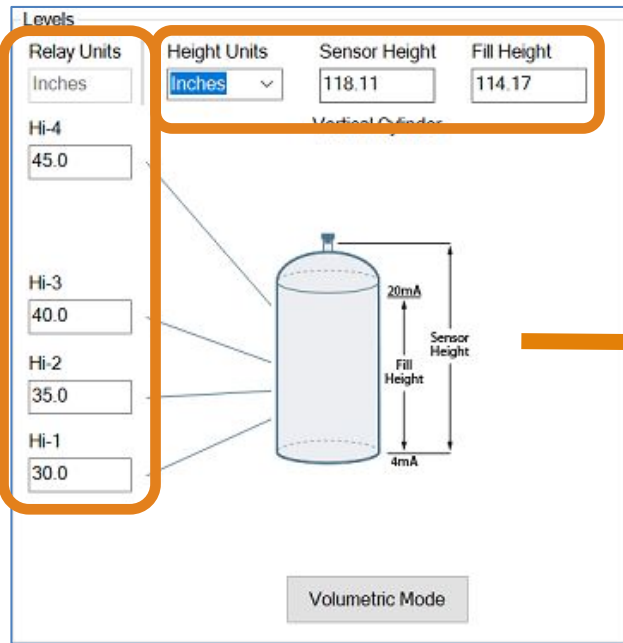 Levels
Relay Units Height Units Sensor Height Fill Height
Inches Inches 118.11 114.17
Vertical Cylinder
Hi-4
45.0
Hi-3
40.0
Hi-2
35.0
Hi-1
30.0
20mA
Sensor
Height
Fill
Height
4mA
Volumetric Mode